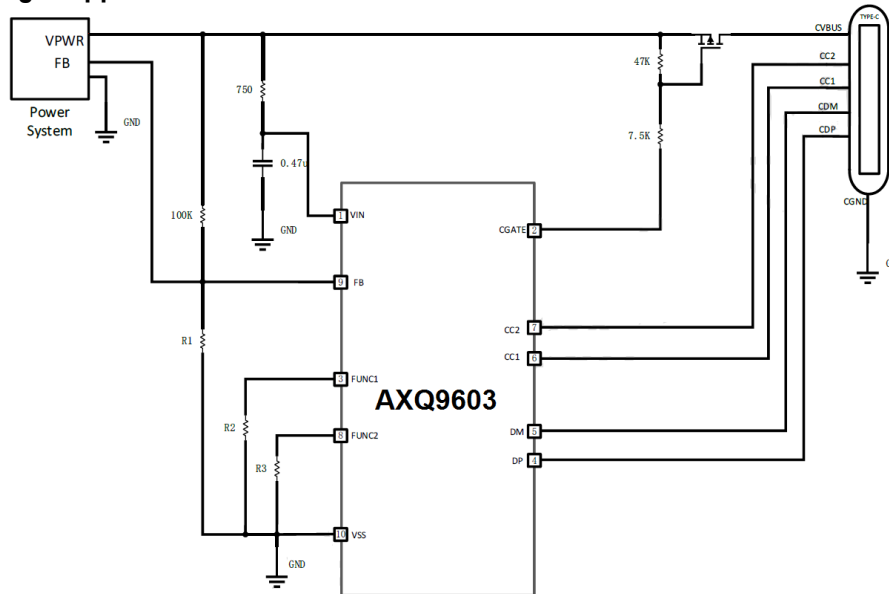 TYPE-C
VPWR
FB
Power
System
GND
CVBUS
CC2
CC1
CDM
CDP
CGND
47K
7.5K
750
0.47u
GND
100K
1
VIN
CGATE
2
9
FB
R1
CC2
7
CC1
6
3
FUNC1
AXQ9603
R2
8
FUNC2
DM
5
R3
DP
4
10
VSS
GND